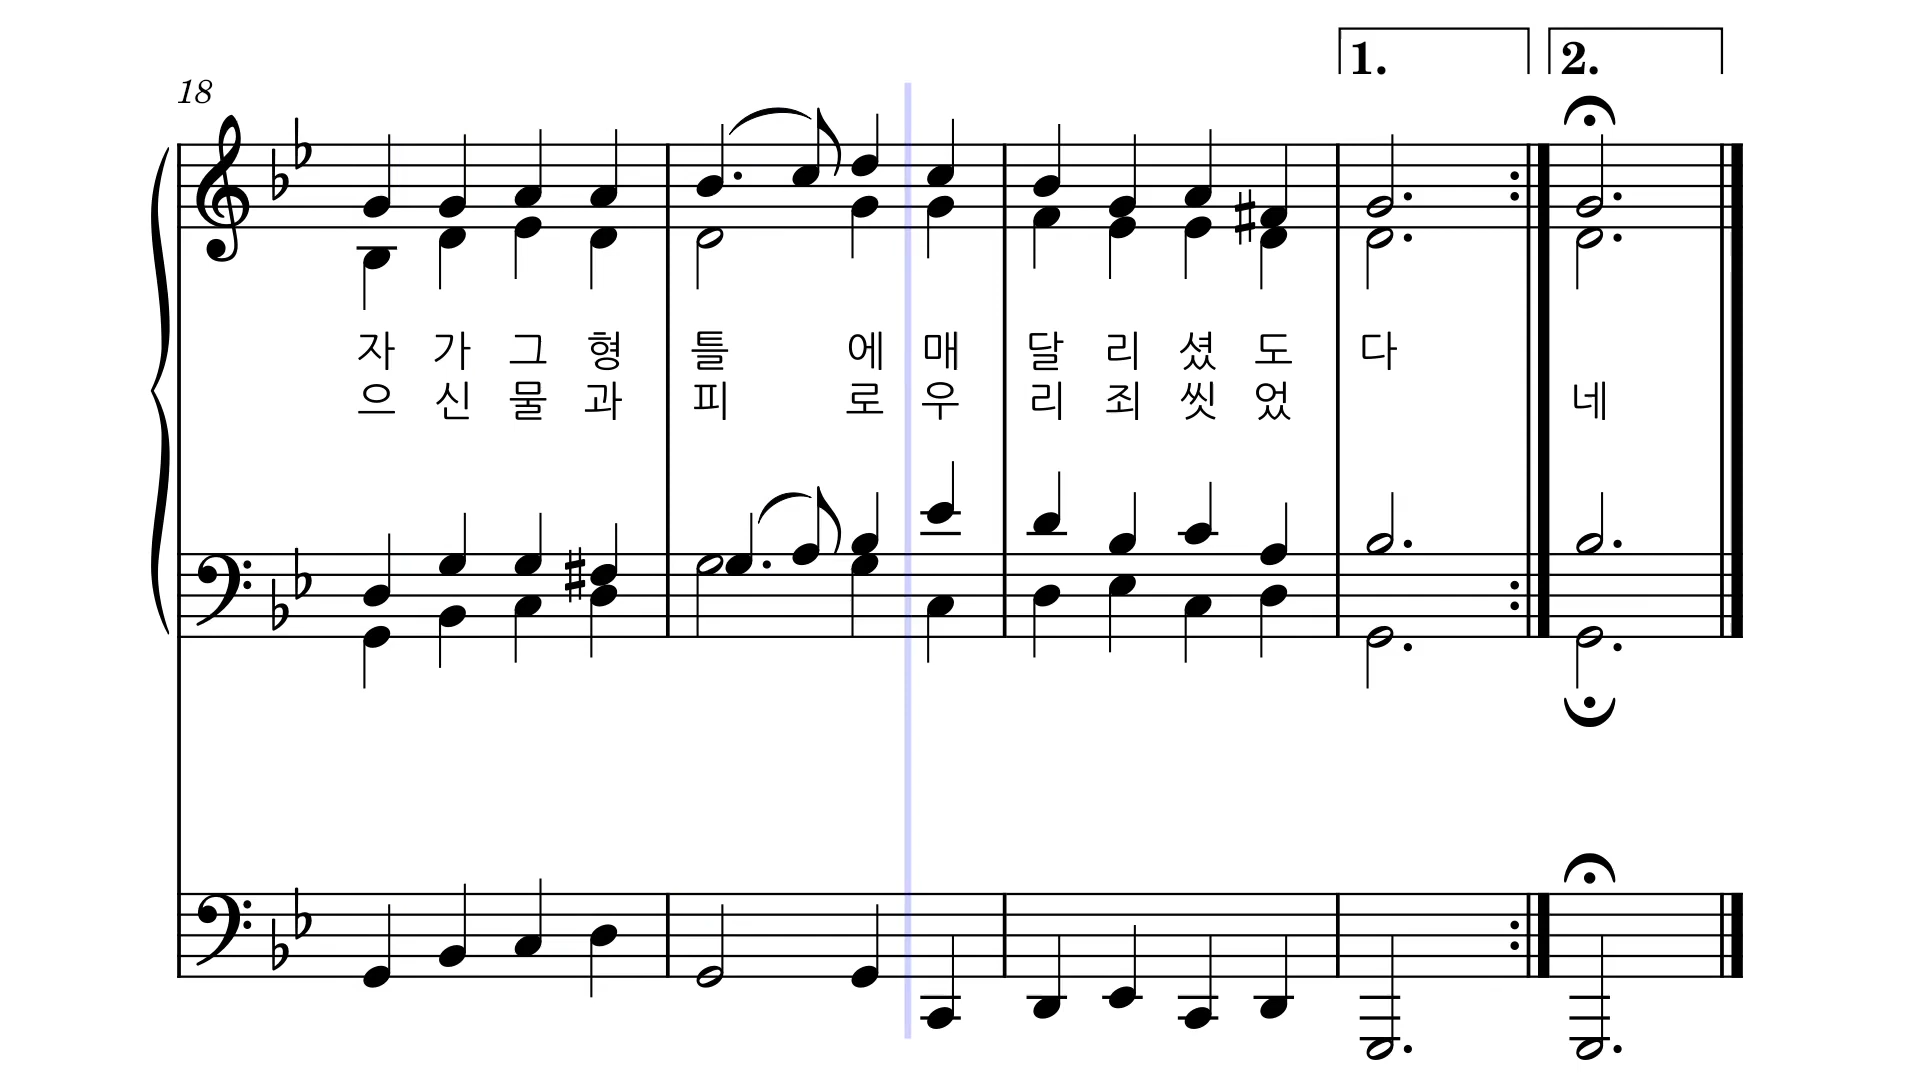 1. 2.
18
자 가 그 형 틀 에 매 달 리 셨 도 다
으 신 물 과 피 로 우 리 죄 씻 었 네